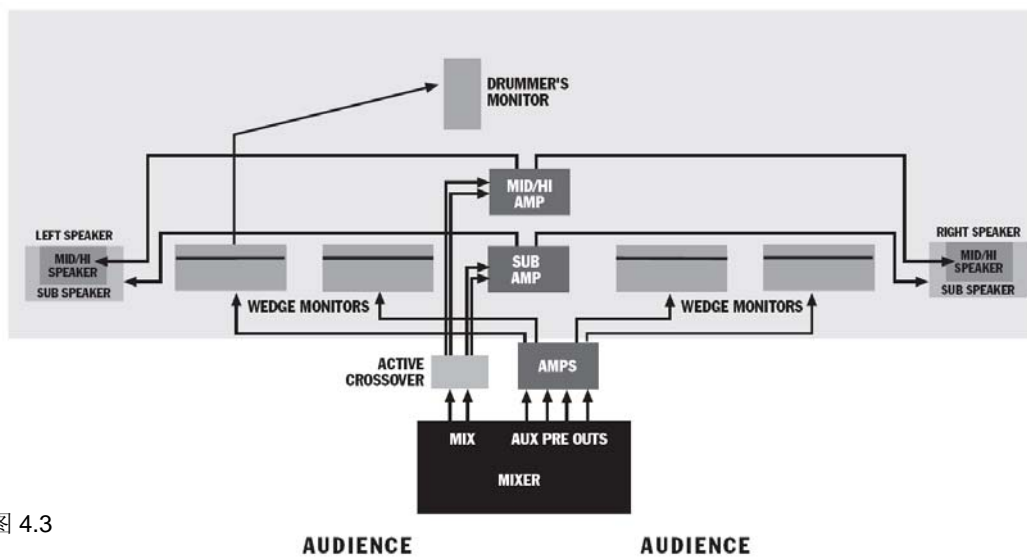 DRUMMER'S
MONITOR
MID/HI
AMP
LEFT SPEAKER
MID/HI
SPEAKER
SUB SPEAKER
SUB
AMP
RIGHT SPEAKER
MID/HI
SPEAKER
SUB SPEAKER
WEDGE MONITORS
WEDGE MONITORS
ACTIVE
CROSSOVER
AMPS
MIX
AUX PRE OUTS
MIXER
图 4.3
AUDIENCE
AUDIENCE